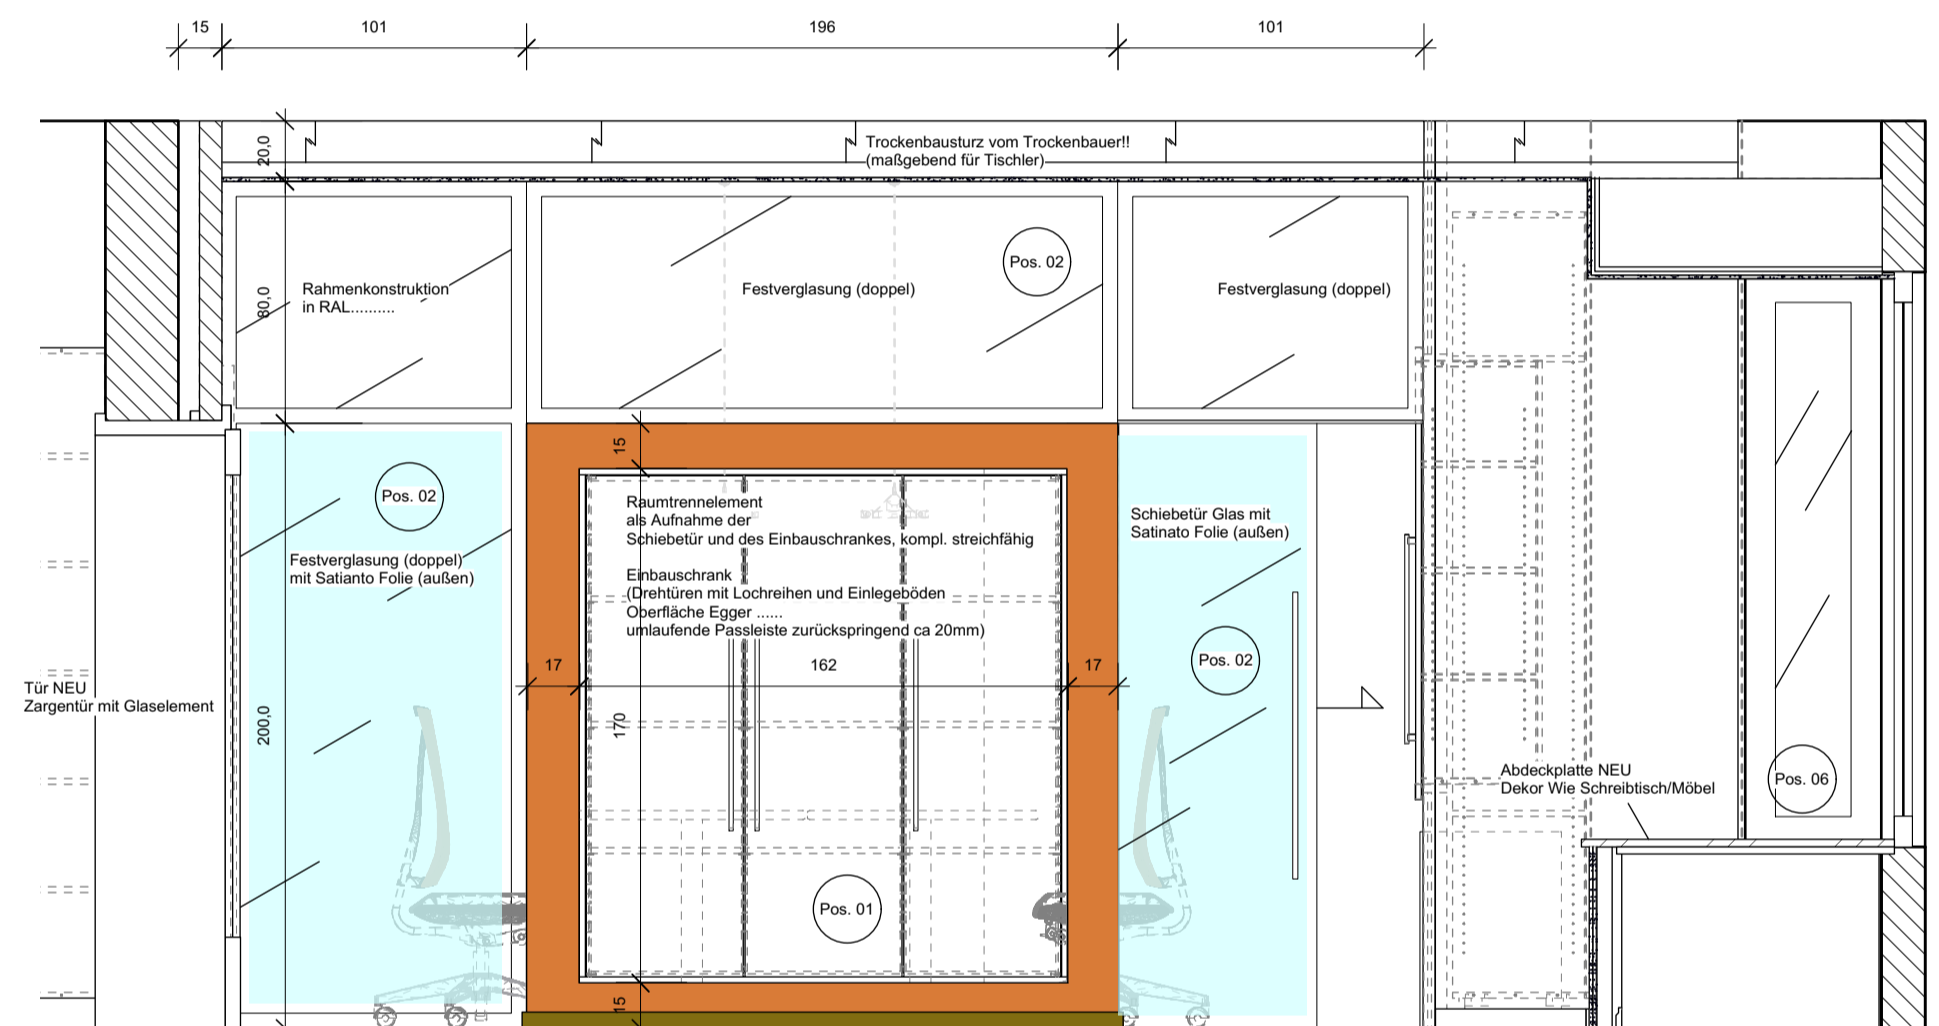 15
101
196
101
20,0
Trockenbausturz vom Trockenbauer!!
(maßgebend für Tischler)
80,0
Rahmenkonstruktion
in RAL..........
Festverglasung (doppel)
Pos. 02
Festverglasung (doppel)
15
Pos. 02
Festverglasung (doppel)
mit Satianto Folie (außen)
Raumtrennelement
als Aufnahme der
Schiebetür und des Einbauschrankes, kompl. streichfähig
Einbauschrank
(Drehtüren mit Lochreihen und Einlegeböden
Oberfläche Egger ......
umlaufende Passleiste zurückspringend ca 20mm)
Schiebetür Glas mit
Satinato Folie (außen)
Pos. 02
17
162
17
Tür NEU
Zargentür mit Glaselement
200,0
170
Abdeckplatte NEU
Dekor Wie Schreibtisch/Möbel
Pos. 06
Pos. 01
15